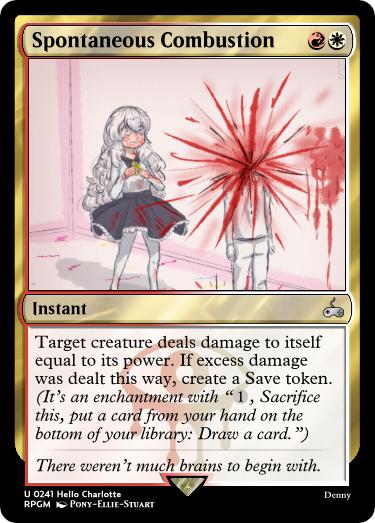 Spontaneous Combustion
Instant
Target creature deals damage to itself
equal to its power. If excess damage
was dealt this way, create a Save token.
(It's an enchantment with “1, Sacrifice
this, put a card from your hand on the
bottom of your library: Draw a card.”)
There weren't much brains to begin with.
U 0241 Hello Charlotte
Denny
RPGM Pony-Ellie-Stuart